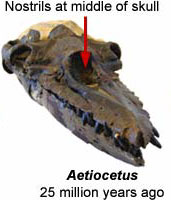 Nostrils at middle of skull
Aetiocetus
25 million years ago